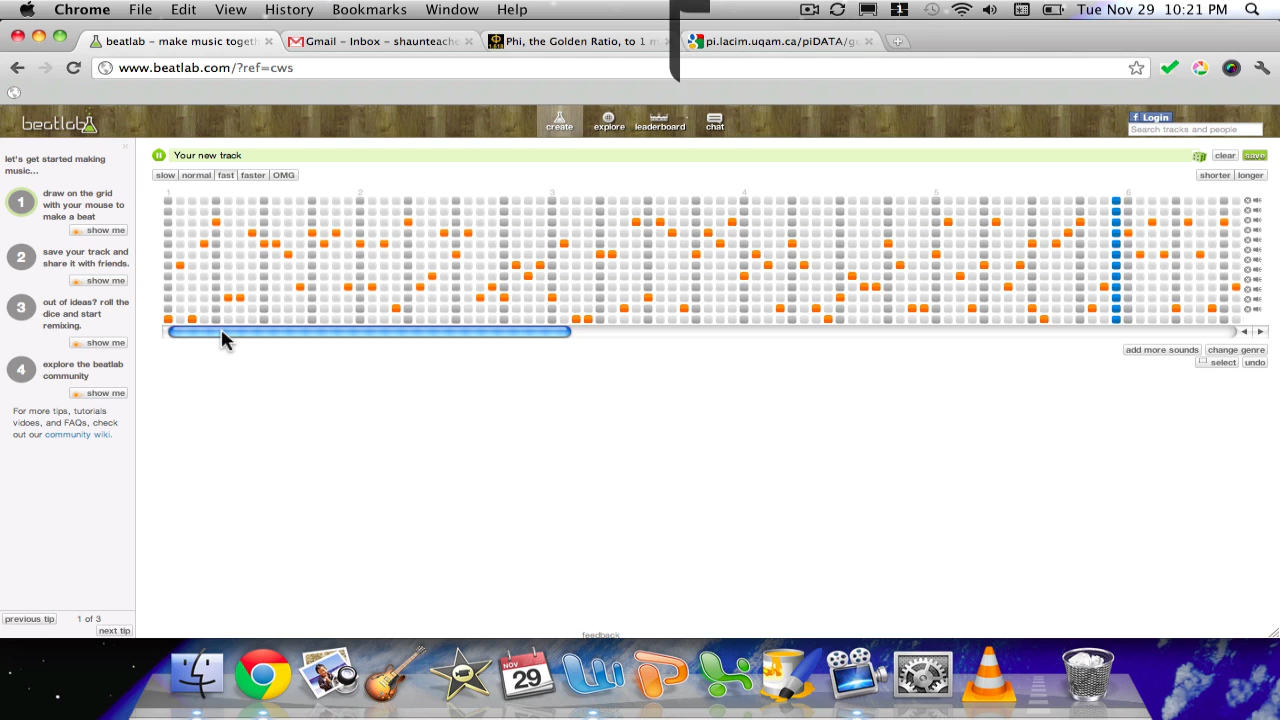 Chrome File Edit View History Bookmarks Window Help 1 Tue Nov 29 10:21 PM
beatlab - make music togeth Gmail - Inbox - shaunteache Phi, the Golden Ratio, to 1 m pi.lacim.uqam.ca/piDATA/go
www.beatlab.com/?ref=cws
beatlab create explore leaderboard chat f Login
Search tracks and people
let's get started making
music...
1 draw on the grid
with your mouse to
make a beat
show me
2 save your track and
share it with friends.
show me
3 out of ideas? roll the
dice and start
remixing.
show me
4 explore the beatlab
community
show me
For more tips, tutorials
vidoes, and FAQs, check
out our community wiki.
previous tip 1 of 3
next tip
Your new track clear save
slow normal fast faster OMG shorter longer
1 2 3 4 5 6
add more sounds change genre
select undo
feedback
NOV
29